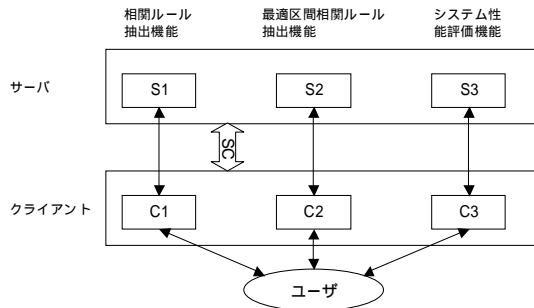 相関ルール
抽出機能
最適区間相関ルール
抽出機能
システム性
能評価機能
サーバ
S1
S2
S3
SC
クライアント
C1
C2
C3
ユーザ